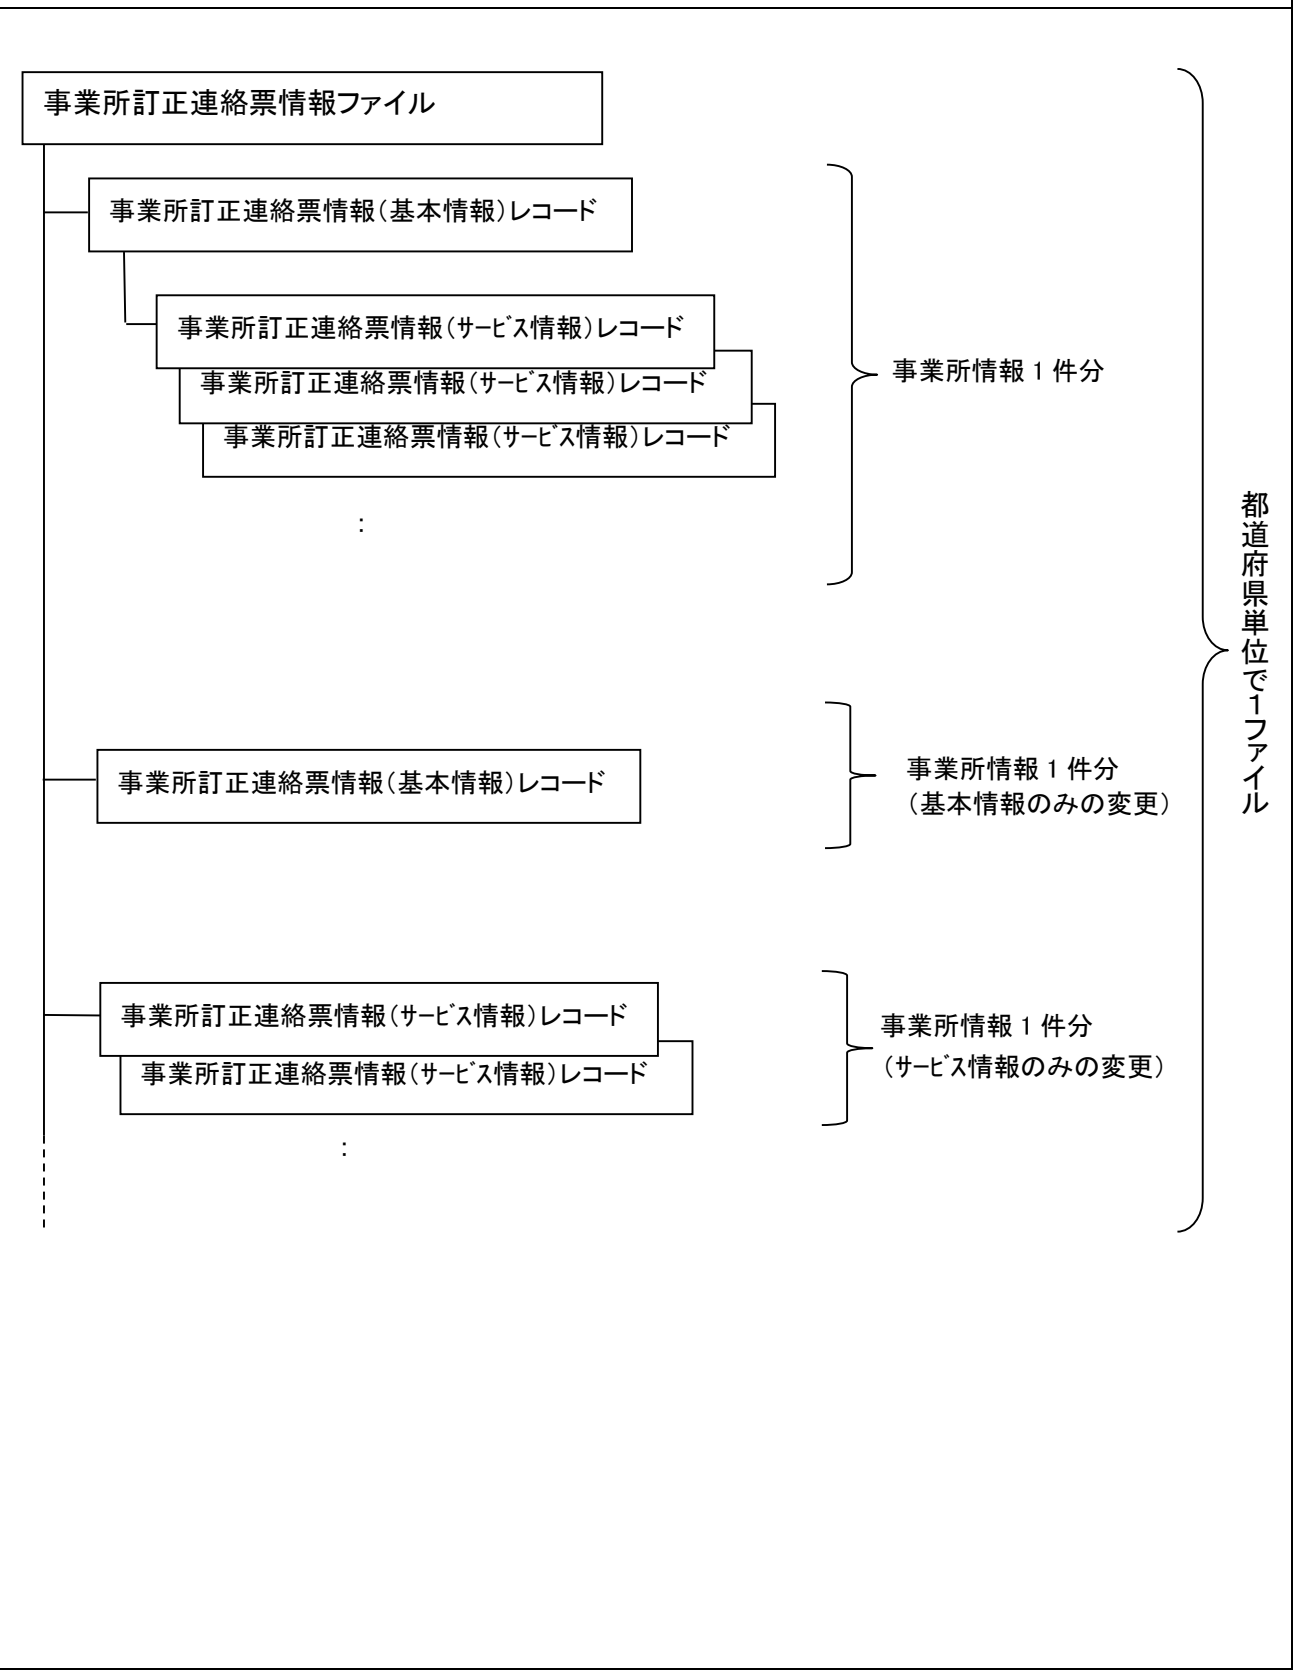 事業所訂正連絡票情報ファイル
事業所訂正連絡票情報（基本情報）レコード
事業所訂正連絡票情報（ｻｰﾋﾞｽ情報）レコード
事業所訂正連絡票情報（ｻｰﾋﾞｽ情報）レコード
事業所訂正連絡票情報（ｻｰﾋﾞｽ情報）レコード
：
事業所情報１件分
事業所訂正連絡票情報（基本情報）レコード
事業所情報１件分
（基本情報のみの変更）
事業所訂正連絡票情報（ｻｰﾋﾞｽ情報）レコード
事業所訂正連絡票情報（ｻｰﾋﾞｽ情報）レコード
：
事業所情報１件分
（ｻｰﾋﾞｽ情報のみの変更）
都道府県単位で１ファイル